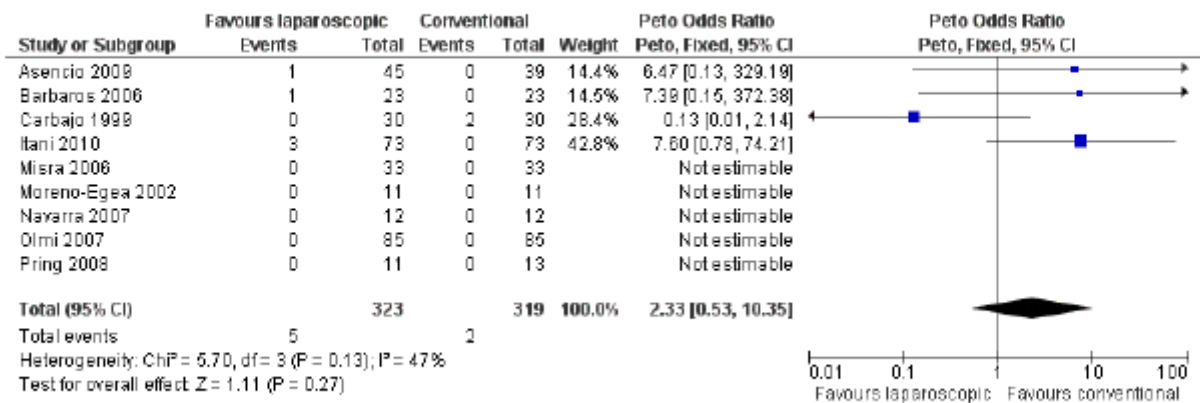 Favours laparoscopic Conventional Peto Odds Ratio Peto Odds Ratio
Study or Subgroup Events Total Events Total Weight Peto, Fixed, 95% CI Peto, Fixed, 95% CI
Asencio 2009 1 45 0 39 14.4% 6.47 [0.13, 329.19]
Barbaros 2006 1 23 0 23 14.5% 7.39 [0.15, 372.38]
Carbajo 1999 0 30 2 30 28.4% 0.13 [0.01, 2.14]
Itani 2010 3 73 0 73 42.8% 7.60 [0.78, 74.21]
Misra 2006 0 33 0 33 Not estimable
Moreno-Egea 2002 0 11 0 11 Not estimable
Navarra 2007 0 12 0 12 Not estimable
Olmi 2007 0 85 0 85 Not estimable
Pring 2008 0 11 0 13 Not estimable
Total (95% CI) 323 319 100.0% 2.33 [0.53, 10.35]
Total events 5 2
Heterogeneity: Chi² = 5.70, df = 3 (P = 0.13); I² = 47%
Test for overall effect: Z = 1.11 (P = 0.27)
0.01 0.1 1 10 100
Favours laparoscopic Favours conventional